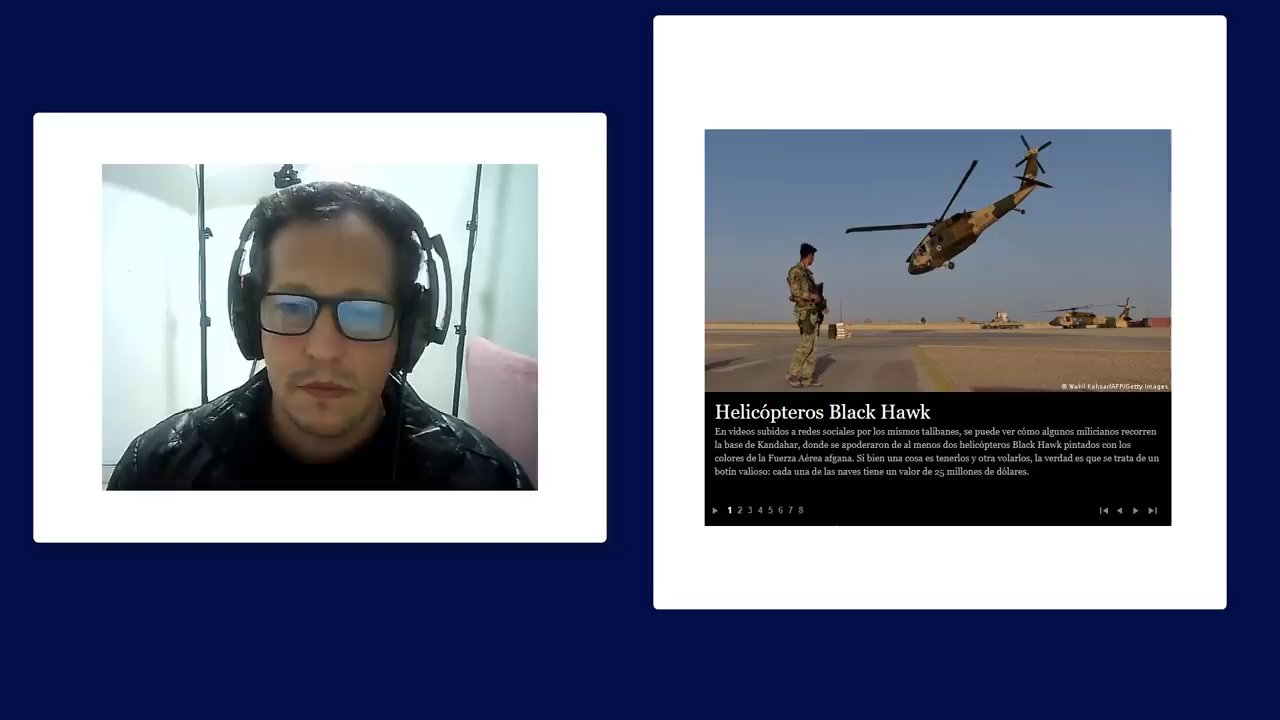 © Wakil Kohsar/AFP/Getty Images
Helicópteros Black Hawk
En videos subidos a redes sociales por los mismos talibanes, se puede ver cómo algunos milicianos recorren
la base de Kandahar, donde se apoderaron de al menos dos helicópteros Black Hawk pintados con los
colores de la Fuerza Aérea afgana. Si bien una cosa es tenerlos y otra volarlos, la verdad es que se trata de un
botín valioso: cada una de las naves tiene un valor de 25 millones de dólares.
1 2 3 4 5 6 7 8